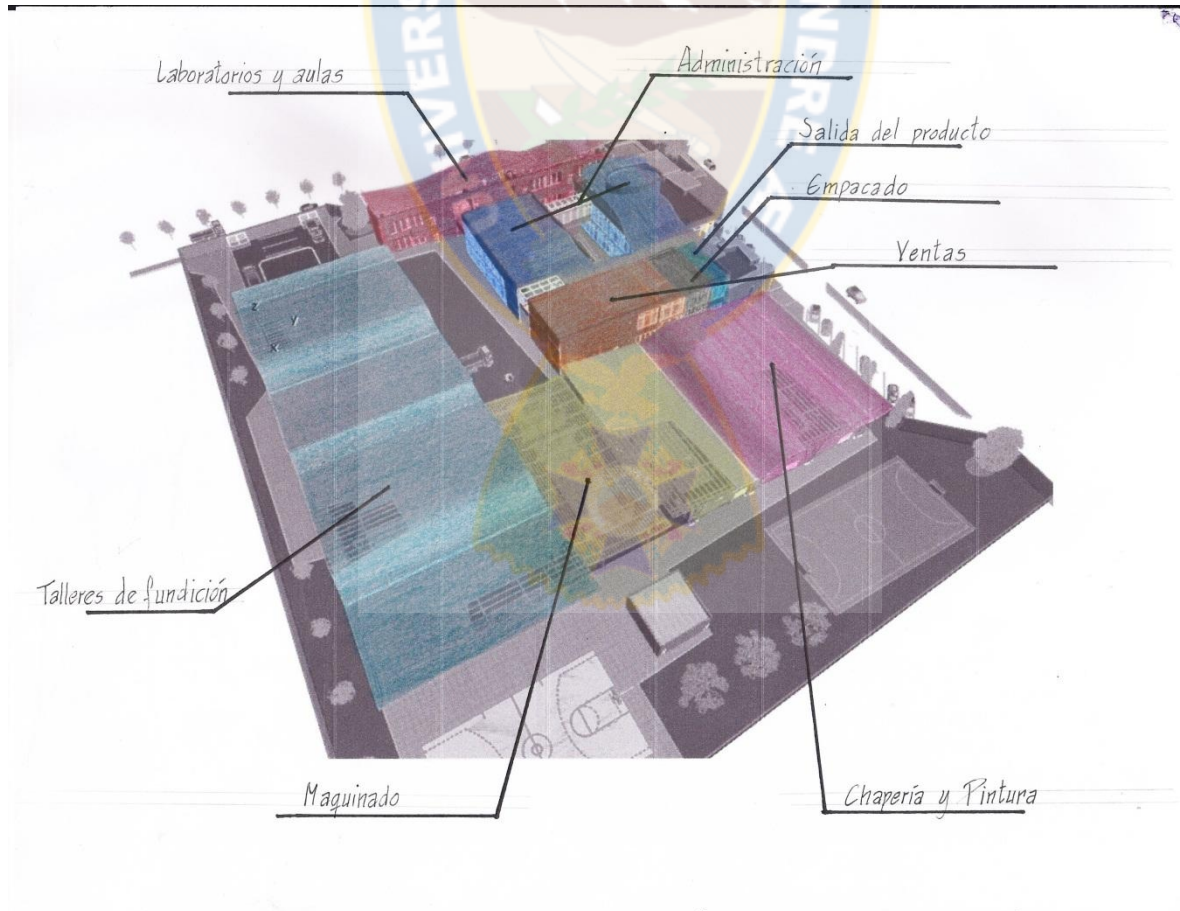 Laboratorios y aulas
Administración
Salida del producto
Empacado
Ventas
z
y
x
Talleres de fundición
Maquinado
Chapería y Pintura